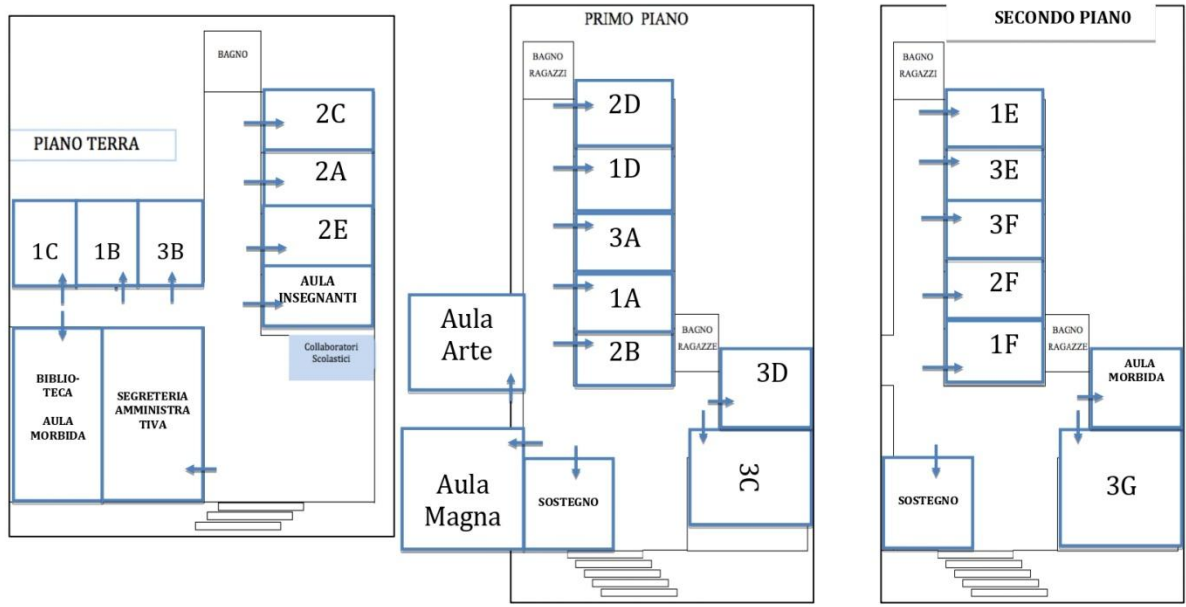 BAGNO
2C
PIANO TERRA
2A
2E
1C
1B
3B
AULA
INSEGNANTI
Collaboratori
Scolastici
BIBLIO-
TECA
AULA
MORBIDA
SEGRETERIA
AMMINISTRA
TIVA
PRIMO PIANO
BAGNO
RAGAZZI
2D
1D
3A
1A
2B
Aula
Arte
BAGNO
RAGAZZE
3D
Aula
Magna
SOSTEGNO
3C
SECONDO PIAN0
BAGNO
RAGAZZI
1E
3E
3F
2F
1F
BAGNO
RAGAZZE
AULA
MORBIDA
SOSTEGNO
3G